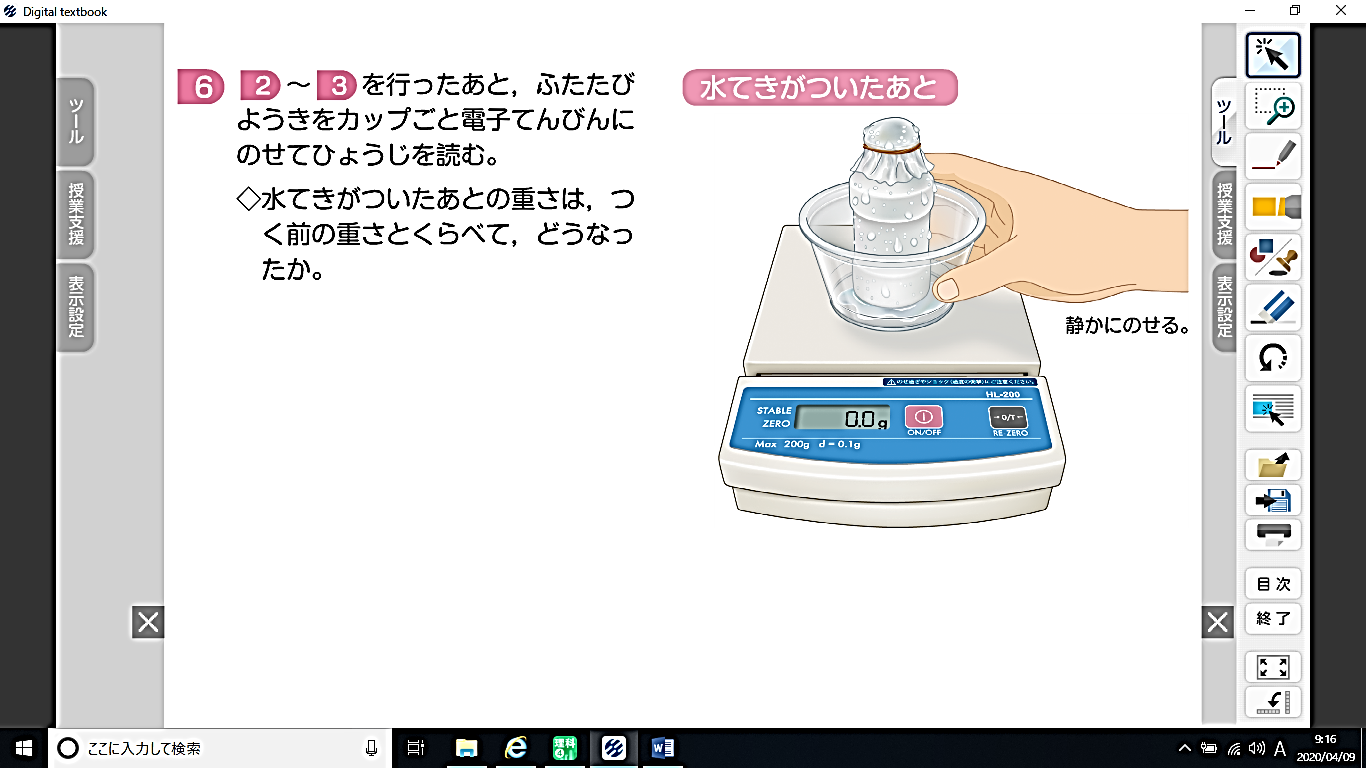 Digital textbook
ツール
授業支援
表示設定
6 2 ～ 3 を行ったあと，ふたたび
ようきをカップごと電子てんびんに
のせてひょうじを読む。
◇水てきがついたあとの重さは，つ
く前の重さとくらべて，どうなっ
たか。
水てきがついたあと
静かにのせる。
HL-200
STABLE
ZERO
0.0g
ON/OFF
→O/T←
RE ZERO
Max 200g d=0.1g
ツール
授業支援
表示設定
目次
終了
ここに入力して検索
理科
A
9:16
2020/04/09